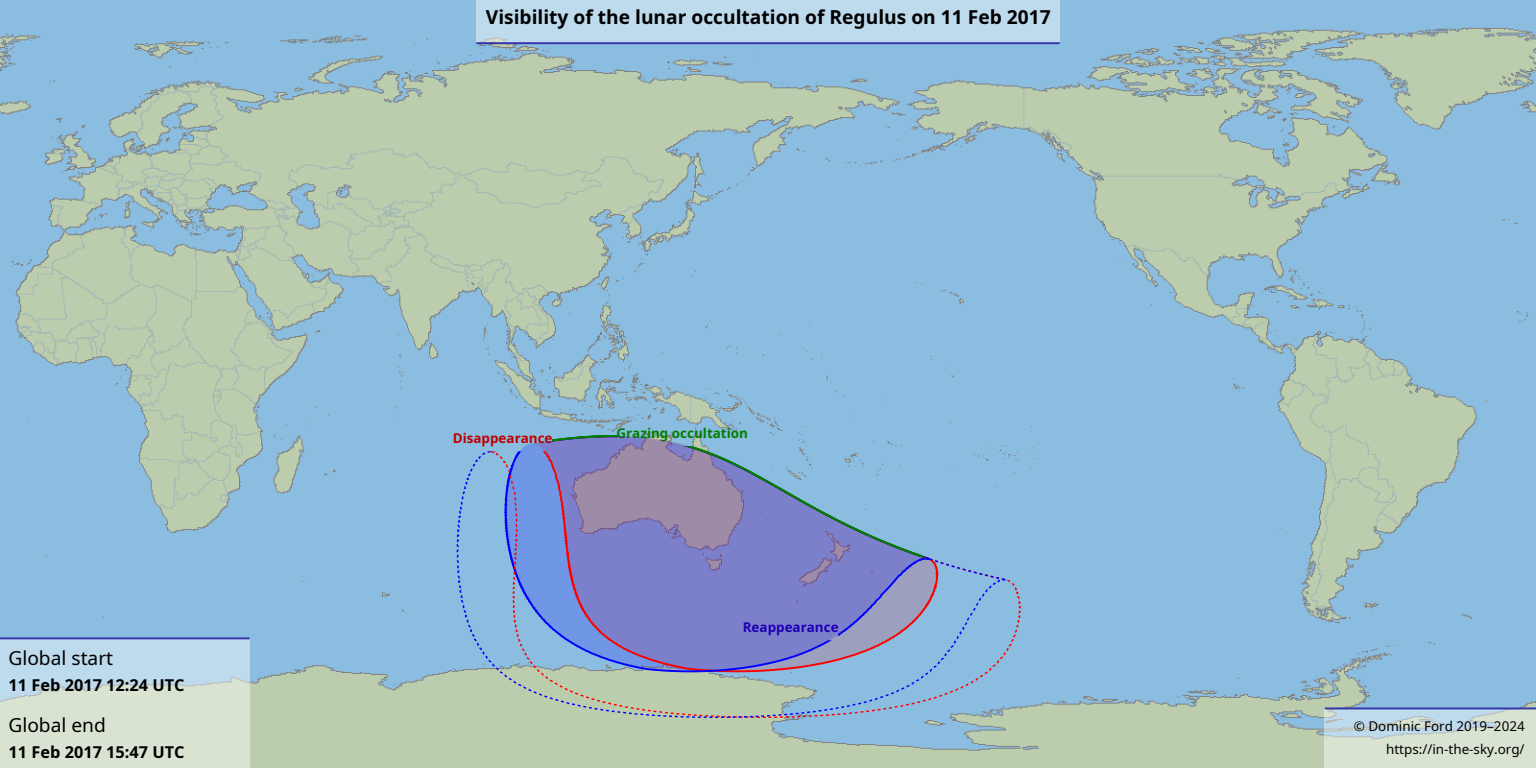 Visibility of the lunar occultation of Regulus on 11 Feb 2017
Disappearance
Grazing occultation
Reappearance
Global start
11 Feb 2017 12:24 UTC
Global end
11 Feb 2017 15:47 UTC
© Dominic Ford 2019–2024
https://in-the-sky.org/